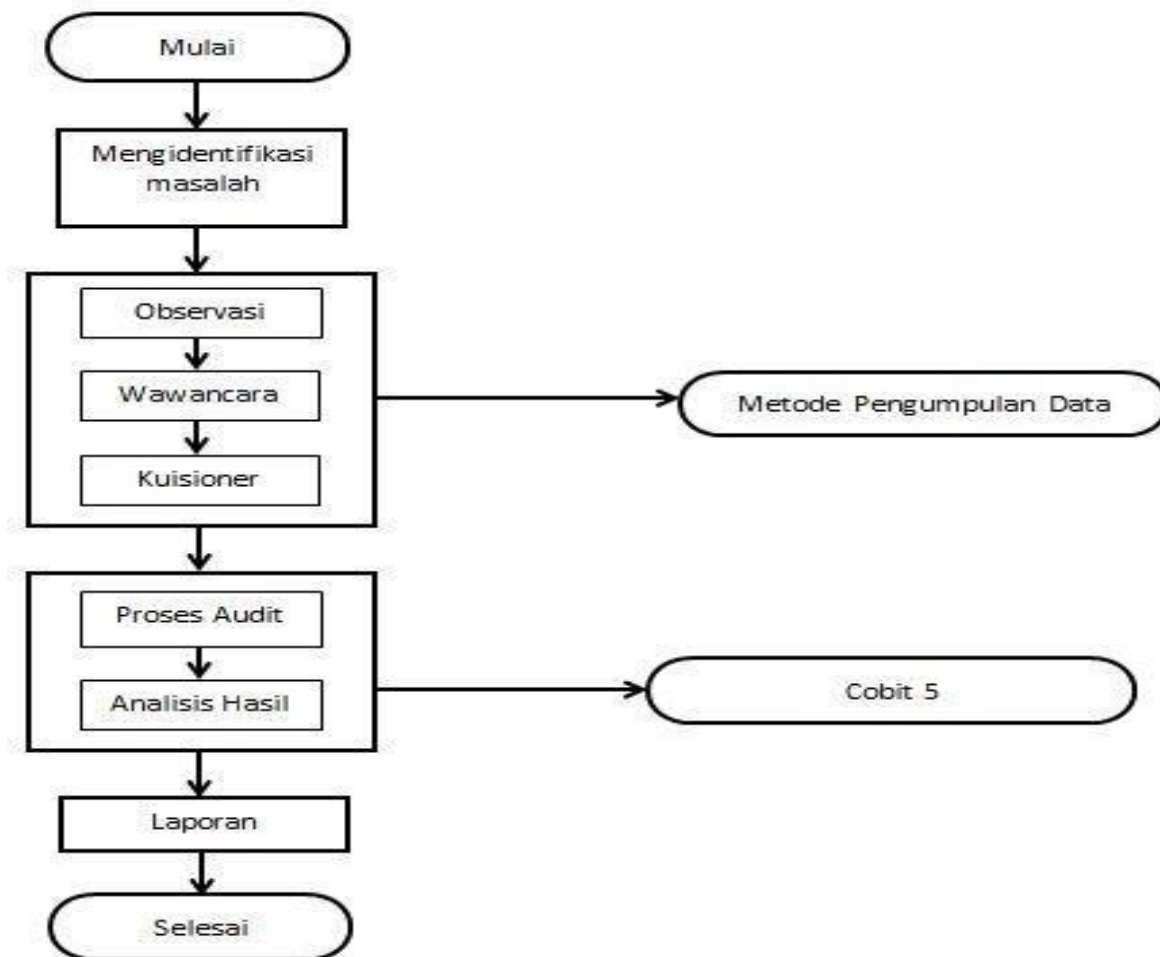 Mulai
Mengidentifikasi
masalah
Observasi
Wawancara
Metode Pengumpulan Data
Kuisioner
Proses Audit
Analisis Hasil
Cobit 5
Laporan
Selesai